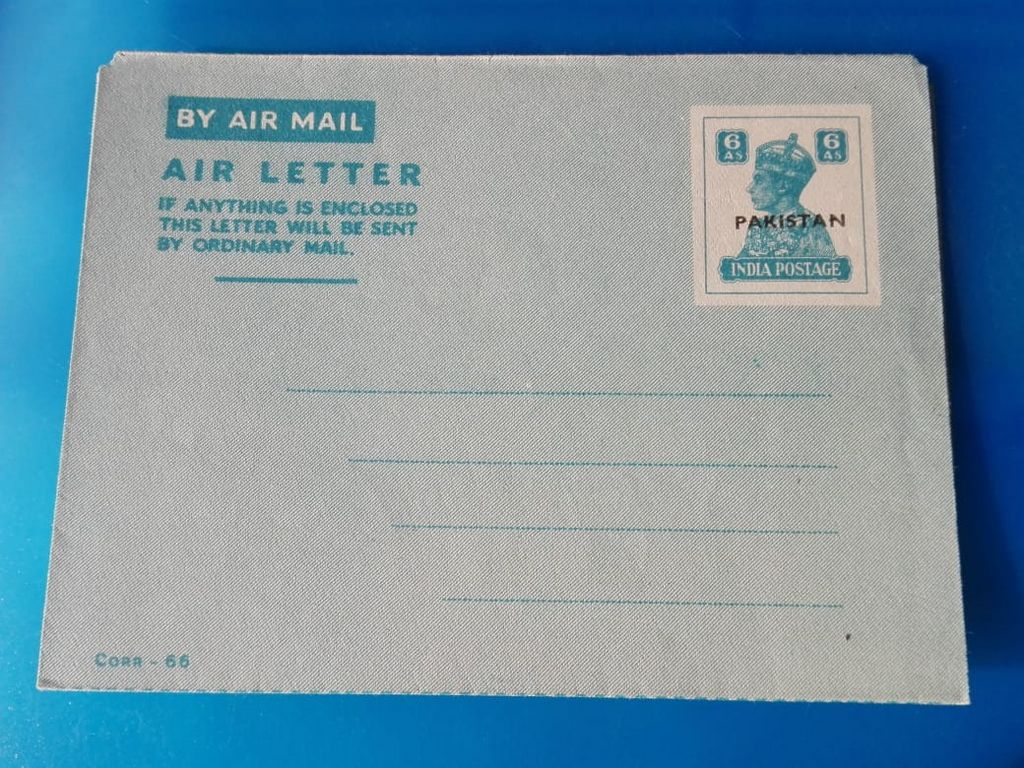 BY AIR MAIL
AIR LETTER
IF ANYTHING IS ENCLOSED
THIS LETTER WILL BE SENT
BY ORDINARY MAIL.
6 AS 6 AS
PAKISTAN
INDIA POSTAGE
CORR - 66